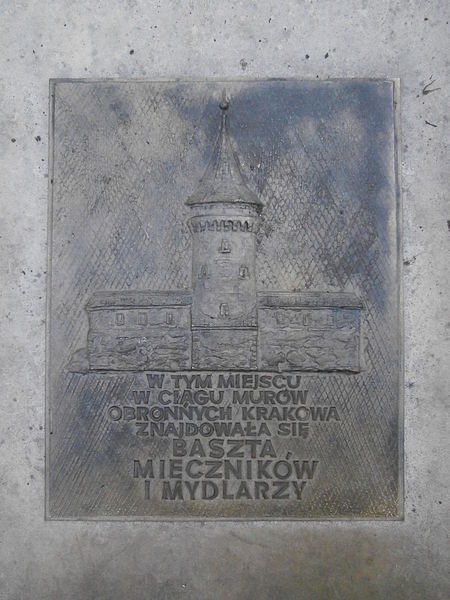 W TYM MIEJSCU
W CIĄGU MURÓW
OBRONNYCH KRAKOWA
ZNAJDOWAŁA SIĘ
BASZTA
MIECZNIKÓW
I MYDLARZY